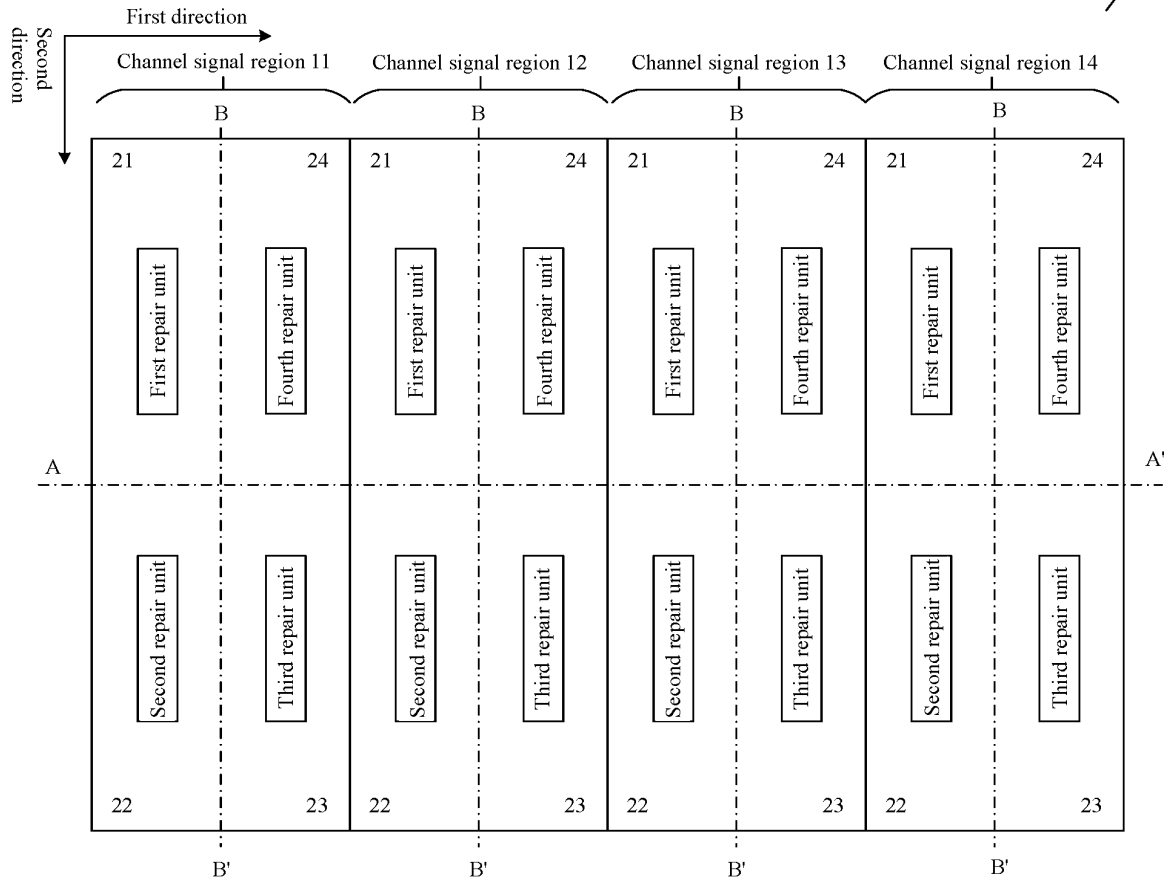 First direction
Second
direction
Channel signal region 11
Channel signal region 12
Channel signal region 13
Channel signal region 14
B
B
B
B
21
24
21
24
21
24
21
24
First repair unit
Fourth repair unit
First repair unit
Fourth repair unit
First repair unit
Fourth repair unit
First repair unit
Fourth repair unit
A
A'
Second repair unit
Third repair unit
Second repair unit
Third repair unit
Second repair unit
Third repair unit
Second repair unit
Third repair unit
22
23
22
23
22
23
22
23
B'
B'
B'
B'